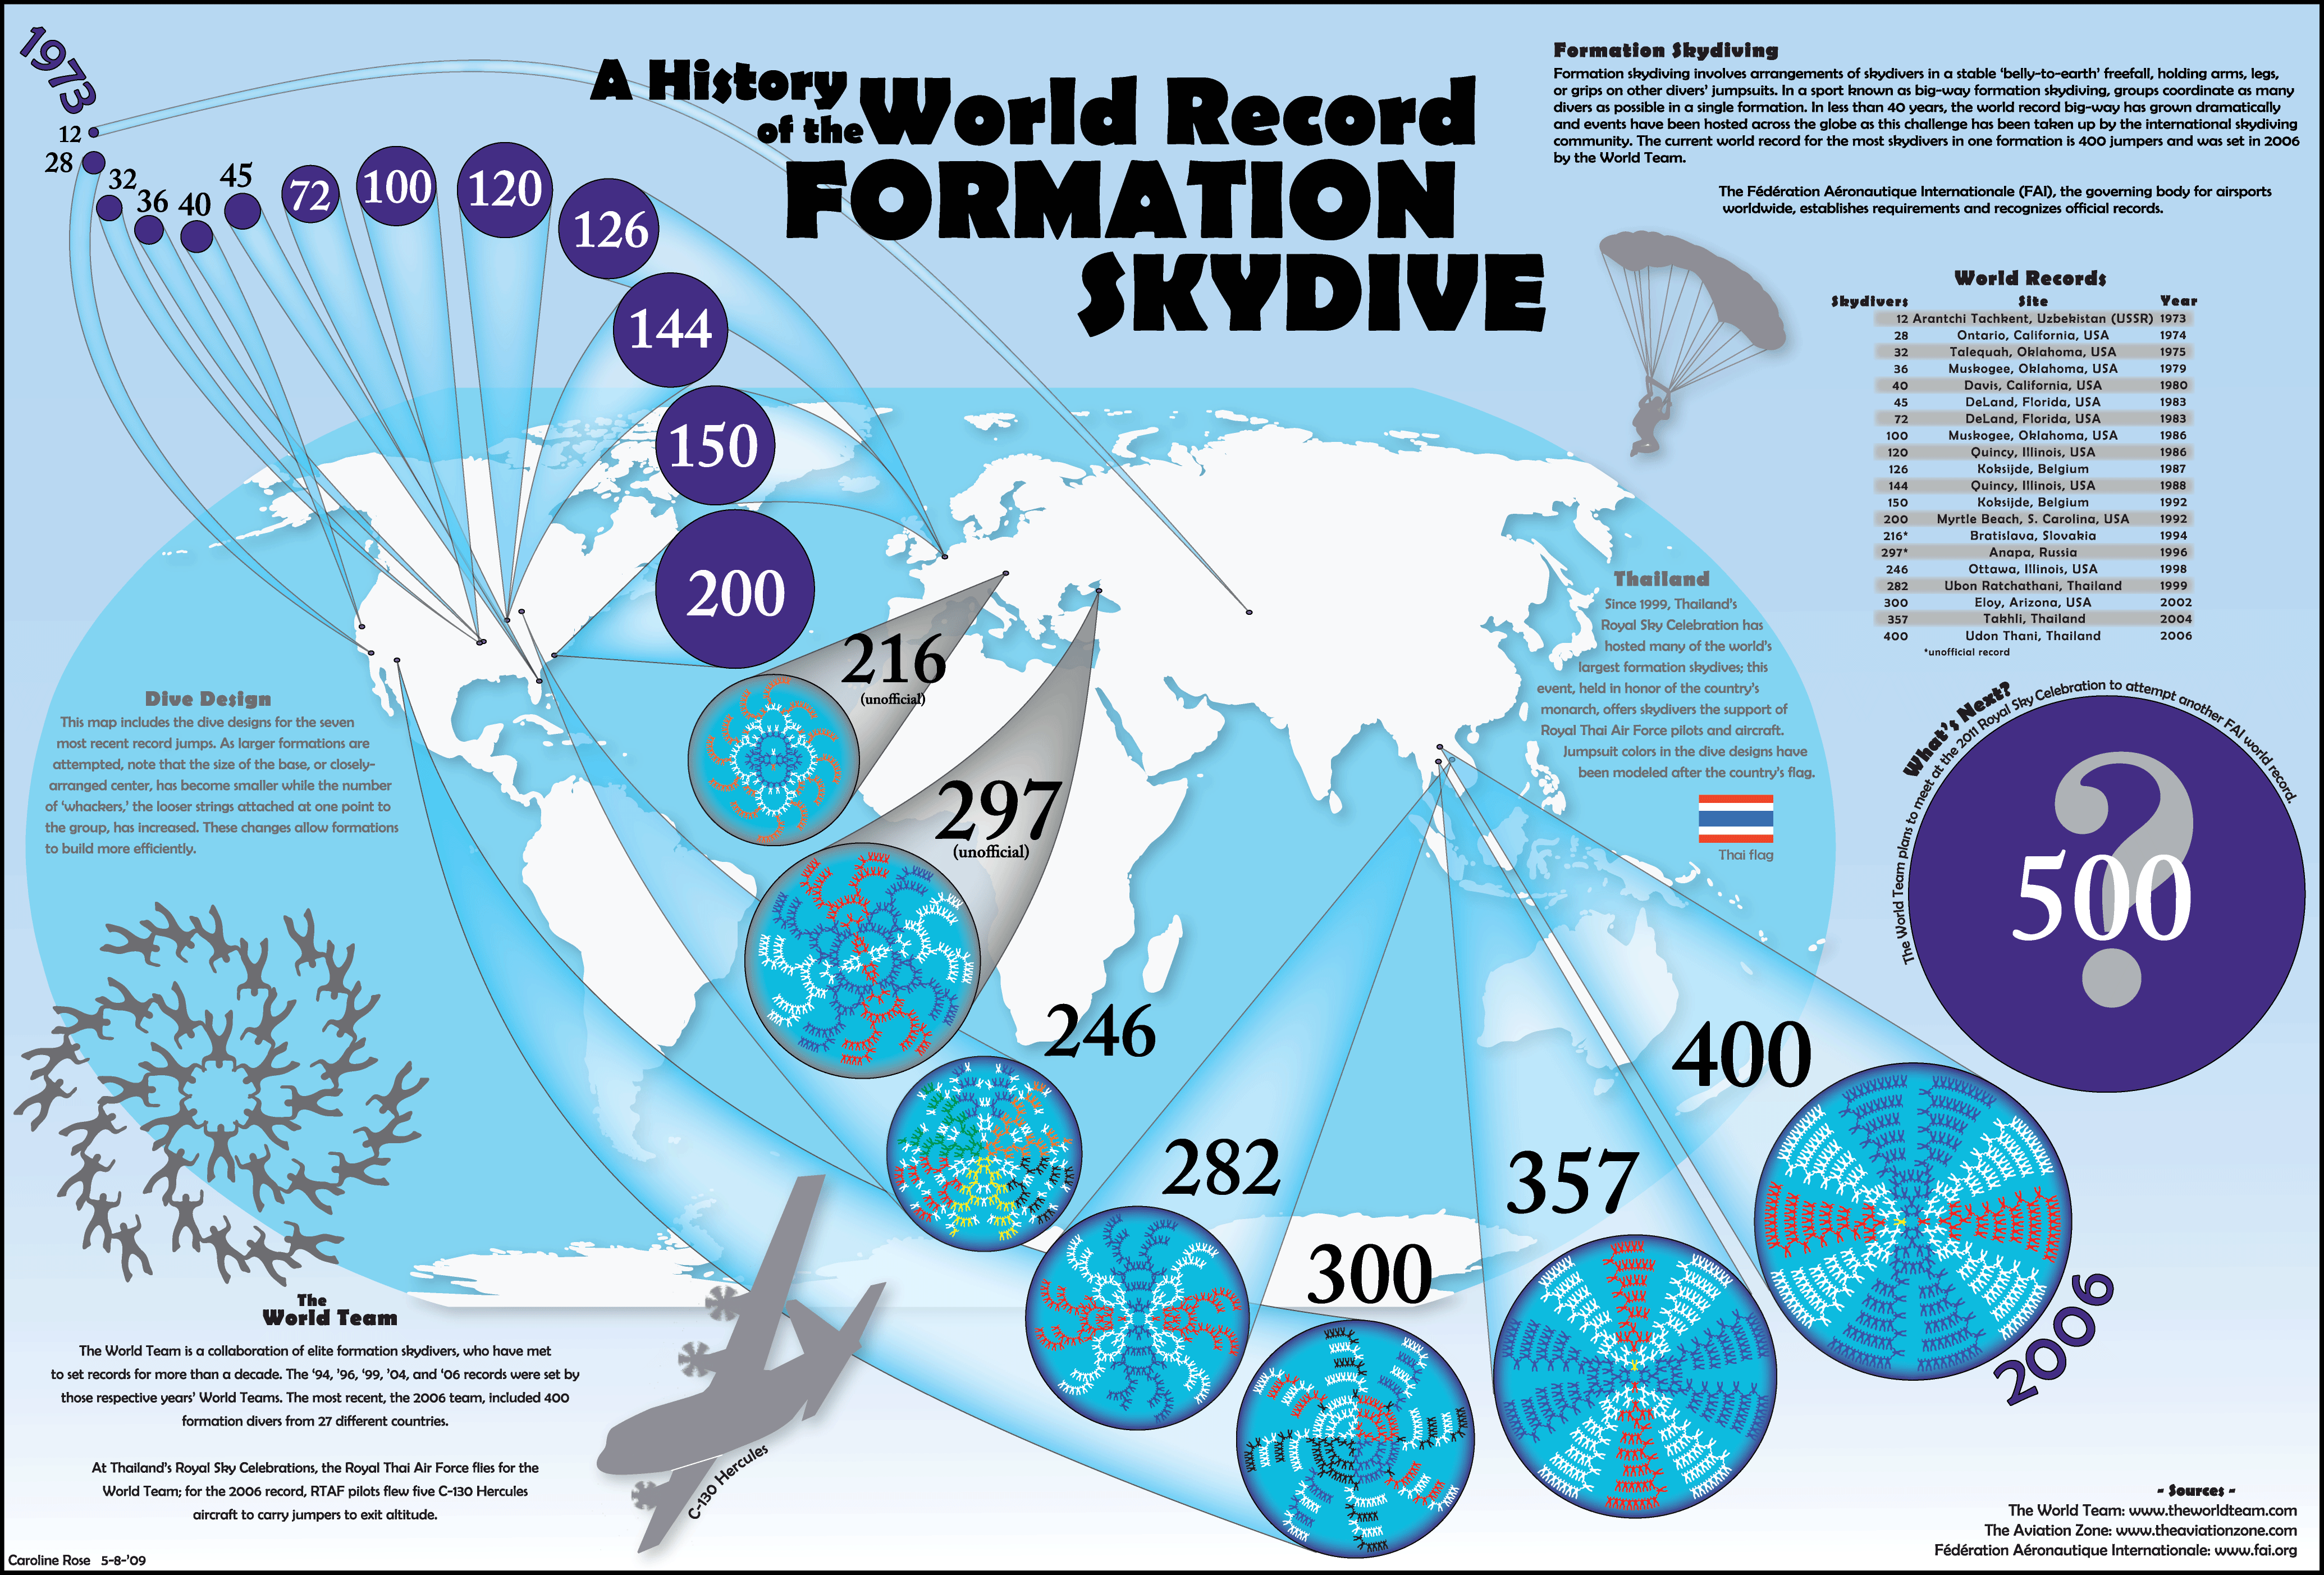 1973
A History
of the World Record
FORMATION
SKYDIVE
12
28
32
36
40
45
72
100
120
126
144
150
200
216
(unofficial)
297
(unofficial)
246
282
300
357
400
2006
Formation Skydiving
Formation skydiving involves arrangements of skydivers in a stable ‘belly-to-earth’ freefall, holding arms, legs,
or grips on other divers’ jumpsuits. In a sport known as big-way formation skydiving, groups coordinate as many
divers as possible in a single formation. In less than 40 years, the world record big-way has grown dramatically
and events have been hosted across the globe as this challenge has been taken up by the international skydiving
community. The current world record for the most skydivers in one formation is 400 jumpers and was set in 2006
by the World Team.
The Fédération Aéronautique Internationale (FAI), the governing body for airsports
worldwide, establishes requirements and recognizes official records.
World Records
Skydivers Site Year
12 Arantchi Tachkent, Uzbekistan (USSR) 1973
28 Ontario, California, USA 1974
32 Talequah, Oklahoma, USA 1975
36 Muskogee, Oklahoma, USA 1979
40 Davis, California, USA 1980
45 DeLand, Florida, USA 1983
72 DeLand, Florida, USA 1983
100 Muskogee, Oklahoma, USA 1986
120 Quincy, Illinois, USA 1986
126 Koksijde, Belgium 1987
144 Quincy, Illinois, USA 1988
150 Koksijde, Belgium 1992
200 Myrtle Beach, S. Carolina, USA 1992
216* Bratislava, Slovakia 1994
297* Anapa, Russia 1996
246 Ottawa, Illinois, USA 1998
282 Ubon Ratchathani, Thailand 1999
300 Eloy, Arizona, USA 2002
357 Takhli, Thailand 2004
400 Udon Thani, Thailand 2006
*unofficial record
Thailand
Since 1999, Thailand’s
Royal Sky Celebration has
hosted many of the world’s
largest formation skydives; this
event, held in honor of the country’s
monarch, offers skydivers the support of
Royal Thai Air Force pilots and aircraft.
Jumpsuit colors in the dive designs have
been modeled after the country’s flag.
Thai flag
What’s Next?
The World Team plans to meet at the 2011 Royal Sky Celebration to attempt another FAI world record.
?
500
Dive Design
This map includes the dive designs for the seven
most recent record jumps. As larger formations are
attempted, note that the size of the base, or closely-
arranged center, has become smaller while the number
of ‘whackers,’ the looser strings attached at one point to
the group, has increased. These changes allow formations
to build more efficiently.
The
World Team
The World Team is a collaboration of elite formation skydivers, who have met
to set records for more than a decade. The ‘94, ’96, ‘99, ’04, and ‘06 records were set by
those respective years’ World Teams. The most recent, the 2006 team, included 400
formation divers from 27 different countries.
At Thailand’s Royal Sky Celebrations, the Royal Thai Air Force flies for the
World Team; for the 2006 record, RTAF pilots flew five C-130 Hercules
aircraft to carry jumpers to exit altitude.
C-130 Hercules
Caroline Rose 5-8-’09
- Sources -
The World Team: www.theworldteam.com
The Aviation Zone: www.theaviationzone.com
Fédération Aéronautique Internationale: www.fai.org